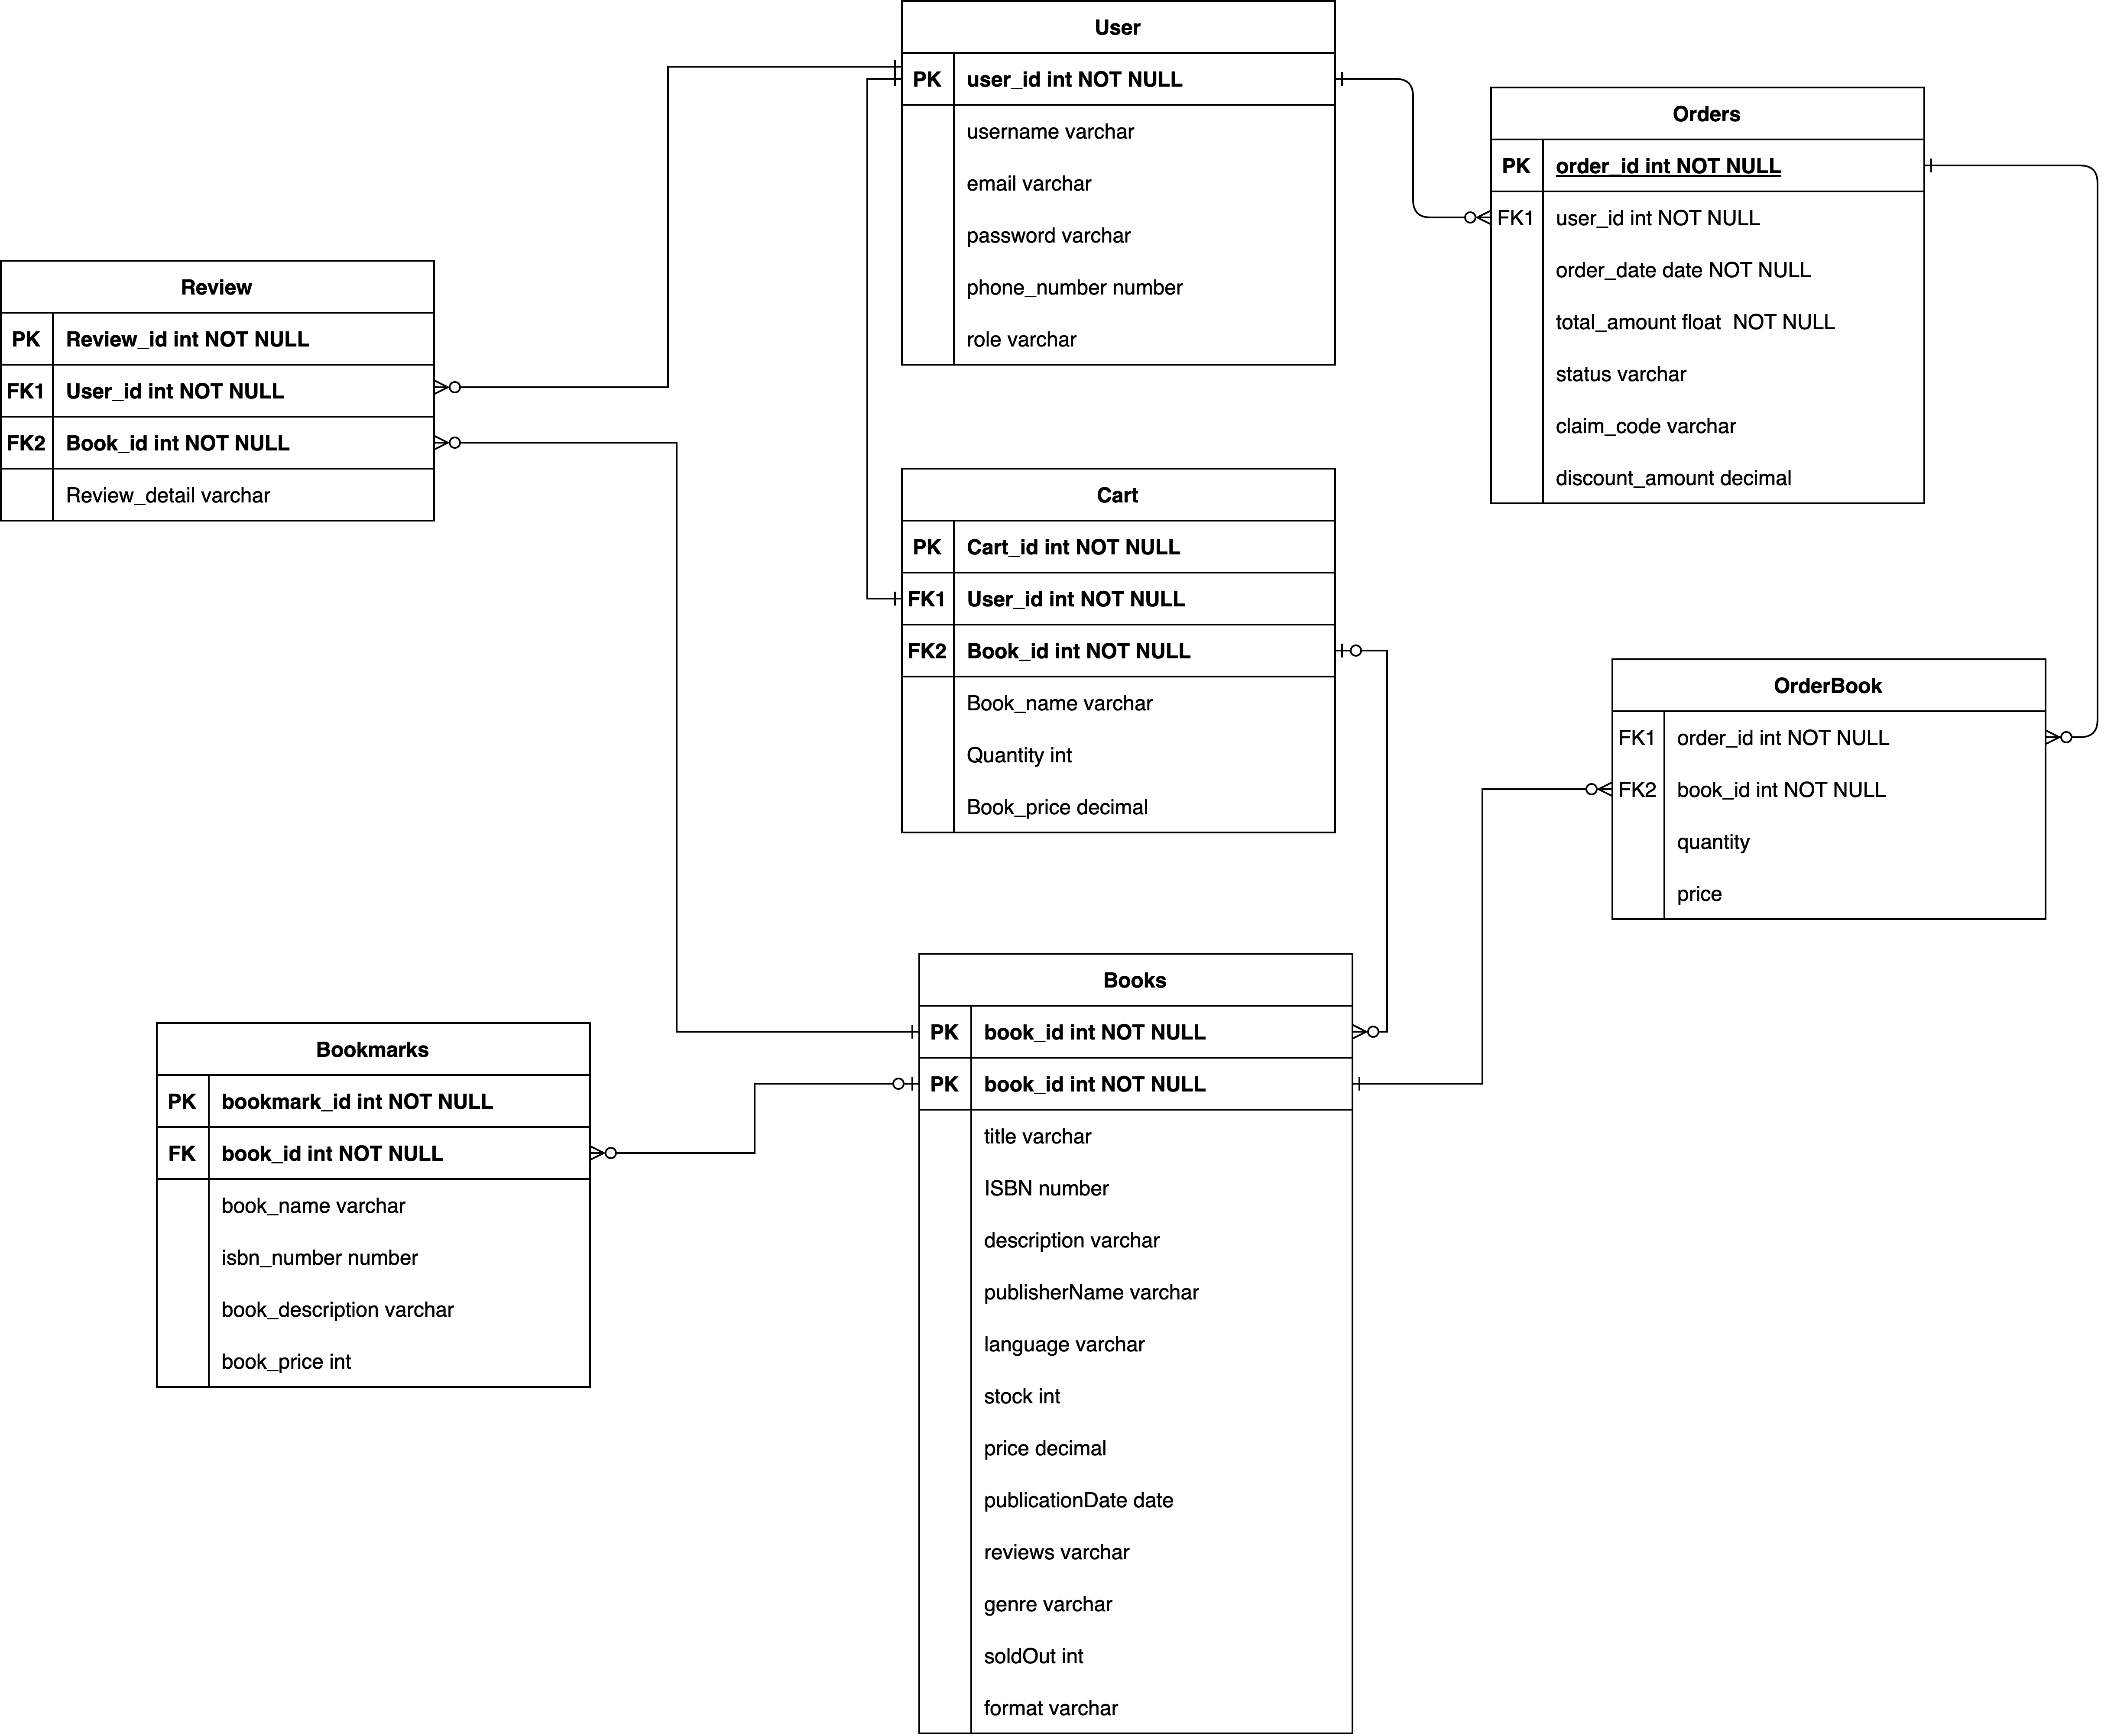 User
PK user_id int NOT NULL
username varchar
email varchar
password varchar
phone_number number
role varchar
Orders
PK order_id int NOT NULL
FK1 user_id int NOT NULL
order_date date NOT NULL
total_amount float  NOT NULL
status varchar
claim_code varchar
discount_amount decimal
Review
PK Review_id int NOT NULL
FK1 User_id int NOT NULL
FK2 Book_id int NOT NULL
Review_detail varchar
Cart
PK Cart_id int NOT NULL
FK1 User_id int NOT NULL
FK2 Book_id int NOT NULL
Book_name varchar
Quantity int
Book_price decimal
OrderBook
FK1 order_id int NOT NULL
FK2 book_id int NOT NULL
quantity
price
Books
PK book_id int NOT NULL
PK book_id int NOT NULL
title varchar
ISBN number
description varchar
publisherName varchar
language varchar
stock int
price decimal
publicationDate date
reviews varchar
genre varchar
soldOut int
format varchar
Bookmarks
PK bookmark_id int NOT NULL
FK book_id int NOT NULL
book_name varchar
isbn_number number
book_description varchar
book_price int